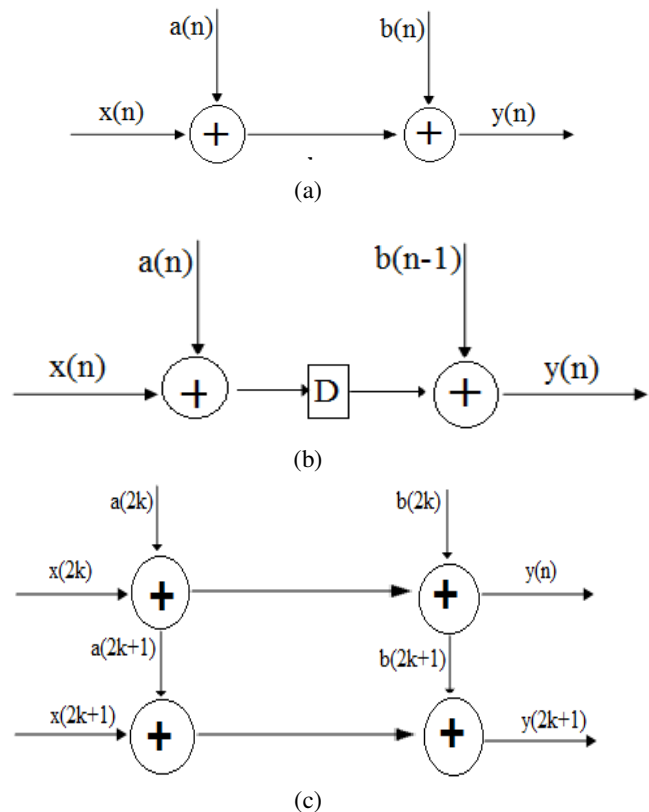 a(n) b(n)
x(n) + + y(n)
(a)
a(n) b(n-1)
x(n) + D + y(n)
(b)
a(2k) b(2k)
x(2k) + + y(n)
a(2k+1) b(2k+1)
x(2k+1) + + y(2k+1)
(c)